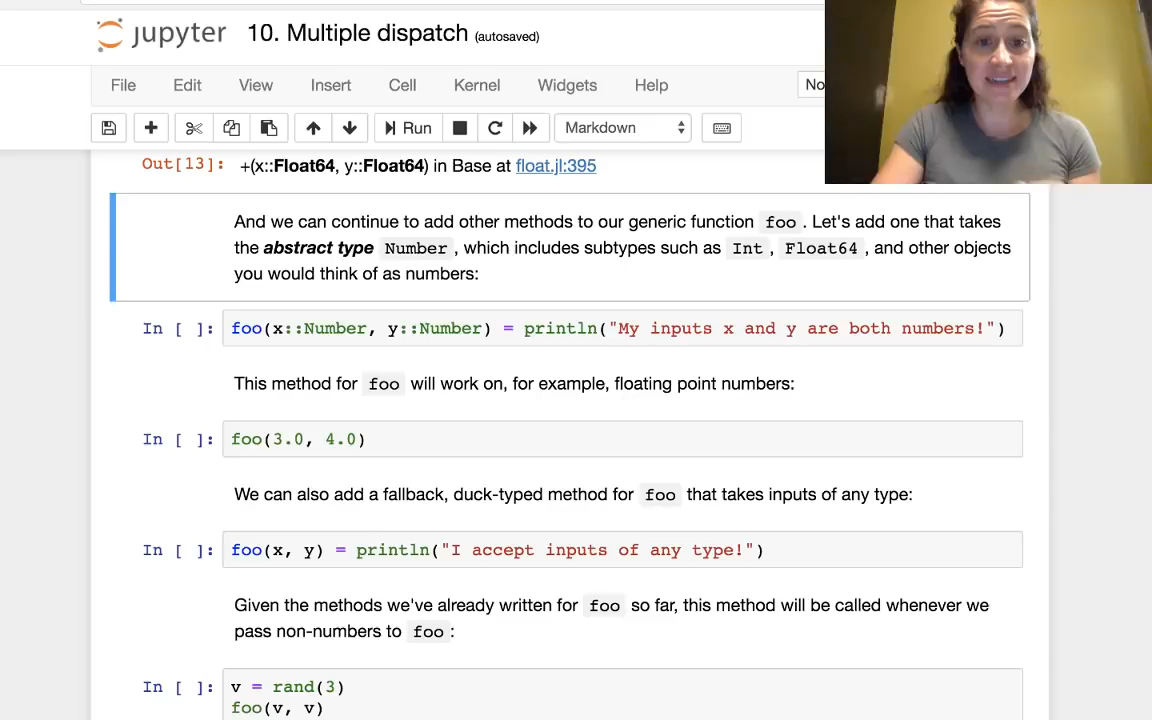 jupyter 10. Multiple dispatch (autosaved)
File Edit View Insert Cell Kernel Widgets Help No
Run Markdown
Out[13]: +(x::Float64, y::Float64) in Base at float.jl:395
And we can continue to add other methods to our generic function foo . Let's add one that takes
the abstract type Number , which includes subtypes such as Int , Float64 , and other objects
you would think of as numbers:
In [ ]: foo(x::Number, y::Number) = println("My inputs x and y are both numbers!")
This method for foo will work on, for example, floating point numbers:
In [ ]: foo(3.0, 4.0)
We can also add a fallback, duck-typed method for foo that takes inputs of any type:
In [ ]: foo(x, y) = println("I accept inputs of any type!")
Given the methods we've already written for foo so far, this method will be called whenever we
pass non-numbers to foo :
In [ ]: v = rand(3)
foo(v, v)